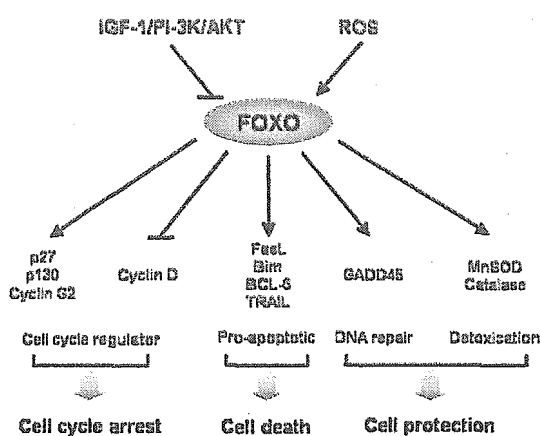 IGF-1/PI-3K/AKT ROS
FOXO
p27
p130
Cyclin G2
Cyclin D
FasL
Bim
BCL-6
TRAIL
GADD45
MnSOD
Catalase
Cell cycle regulator
Pro-apoptotic
DNA repair
Detoxisation
Cell cycle arrest
Cell death
Cell protection